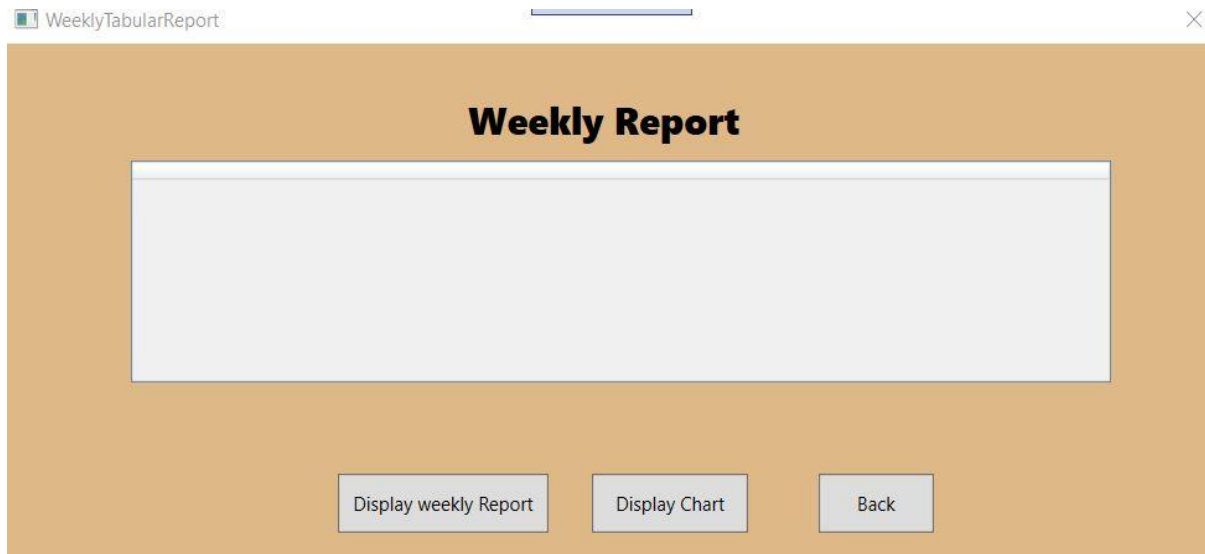 WeeklyTabularReport
Weekly Report
Display weekly Report
Display Chart
Back